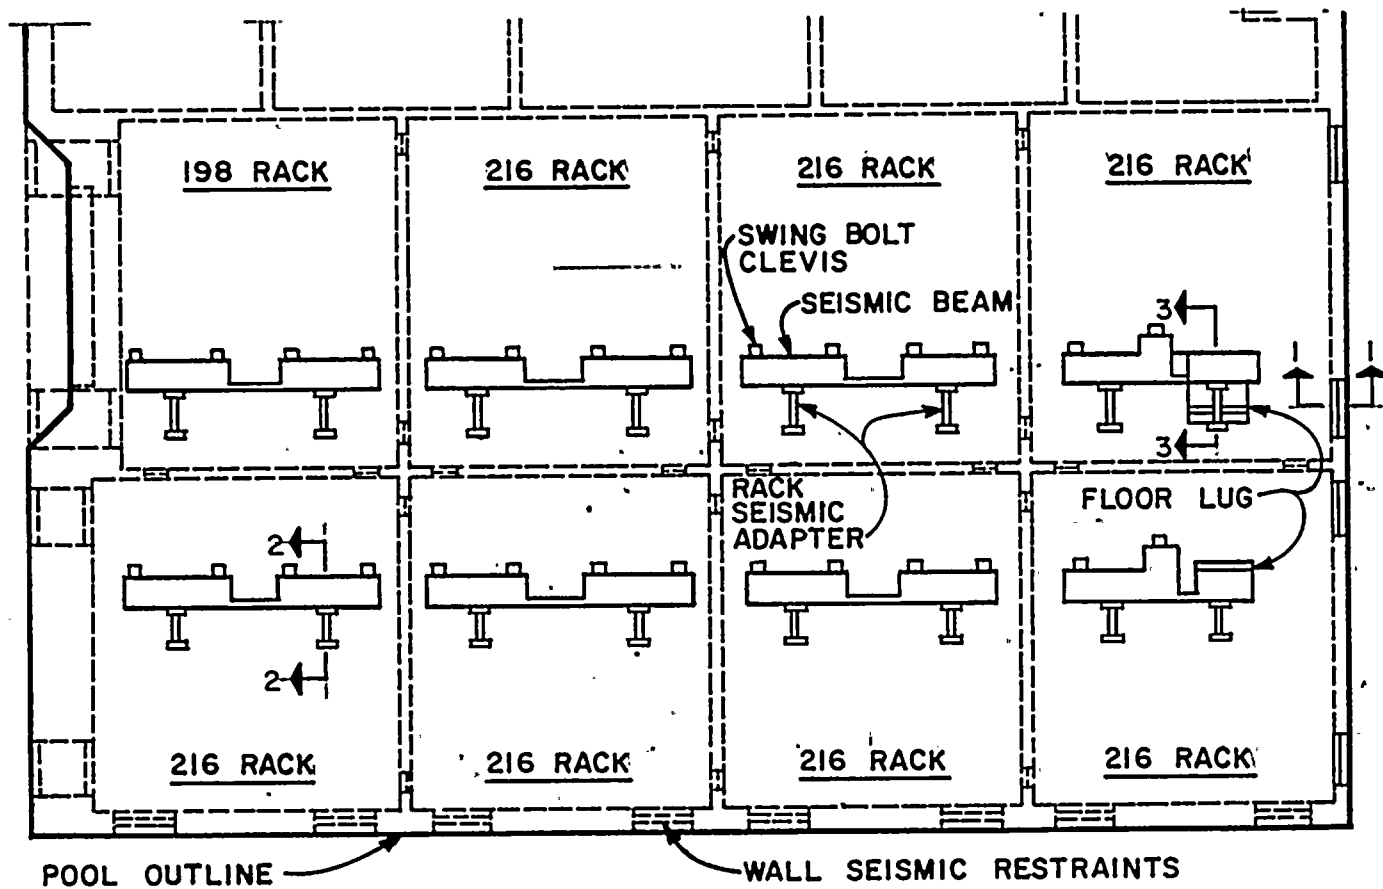 198 RACK
216 RACK
216 RACK
216 RACK
SWING BOLT
CLEVIS
SEISMIC BEAM
3
1 1
3
RACK
SEISMIC
ADAPTER
FLOOR LUG
2
2
216 RACK
216 RACK
216 RACK
216 RACK
POOL OUTLINE
WALL SEISMIC RESTRAINTS